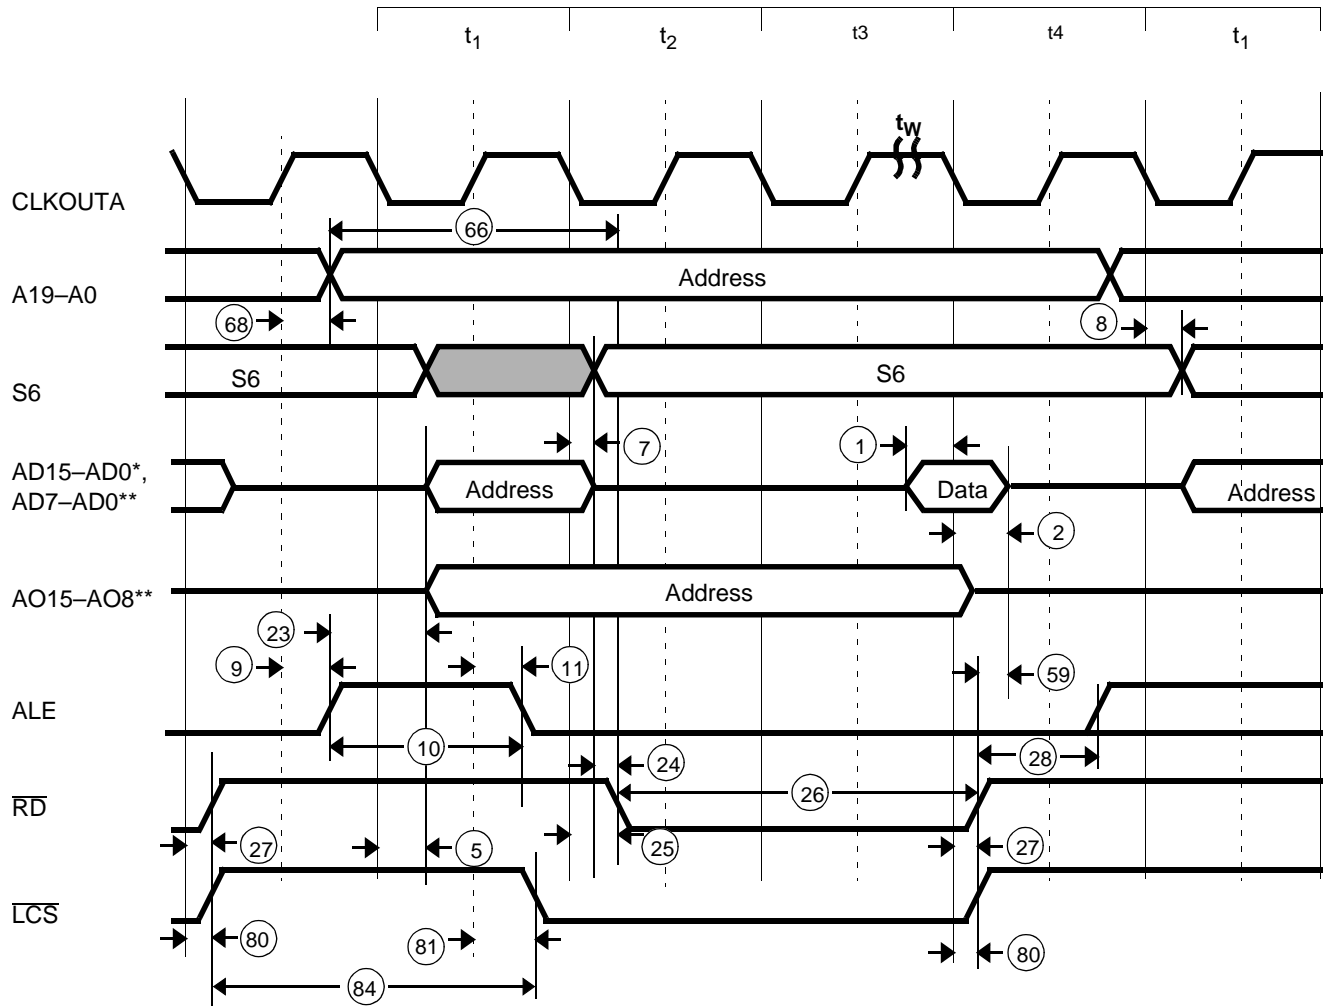 t1 t2 t3 t4 t1
tW
CLKOUTA
66
A19–A0 Address
68 8
S6 S6 S6
7 1
AD15–AD0*, Address Data Address
AD7–AD0**
2
AO15–AO8** Address
23
9 11 59
ALE
10 24 28
RD 26
27 5 25 27
LCS
80 81 80
84